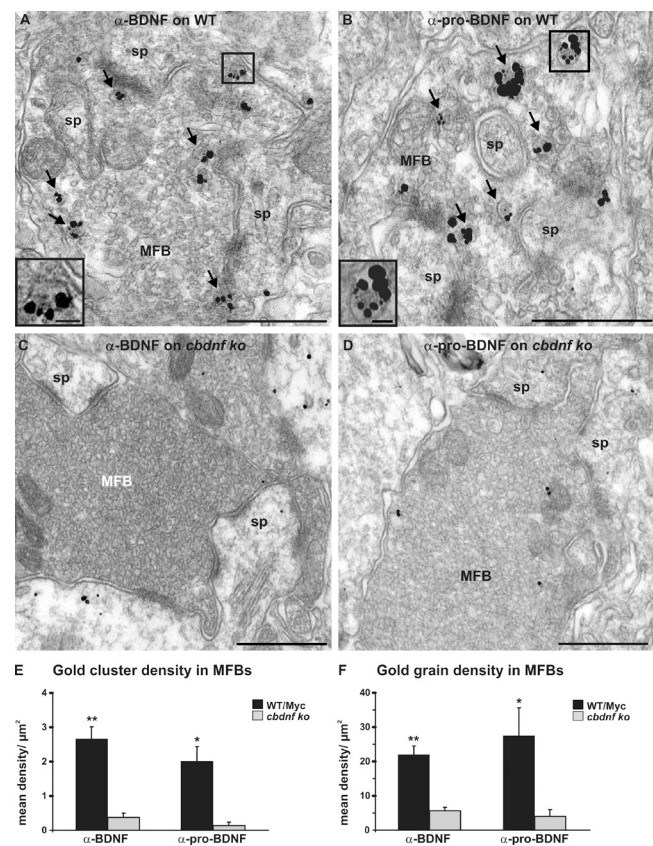 A α-BDNF on WT
sp
sp
sp
MFB
B α-pro-BDNF on WT
MFB
sp
sp
sp
C α-BDNF on cbdnf ko
sp
MFB
sp
D α-pro-BDNF on cbdnf ko
sp
sp
MFB
E Gold cluster density in MFBs
mean density/ µm²
4
3
2
1
0
**
*
WT/Myc
cbdnf ko
α-BDNF
α-pro-BDNF
F Gold grain density in MFBs
mean density/ µm²
40
30
20
10
0
**
*
WT/Myc
cbdnf ko
α-BDNF
α-pro-BDNF